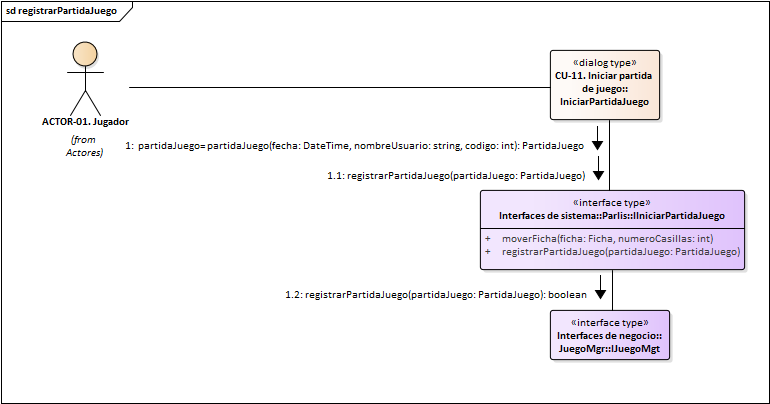 sd registrarPartidaJuego
ACTOR-01. Jugador
(from
Actores)
«dialog type»
CU-11. Iniciar partida
de juego::
IniciarPartidaJuego
1: partidaJuego= partidaJuego(fecha: DateTime, nombreUsuario: string, codigo: int): PartidaJuego
1.1: registrarPartidaJuego(partidaJuego: PartidaJuego)
«interface type»
Interfaces de sistema::Parlis::IIniciarPartidaJuego
+ moverFicha(ficha: Ficha, numeroCasillas: int)
+ registrarPartidaJuego(partidaJuego: PartidaJuego)
1.2: registrarPartidaJuego(partidaJuego: PartidaJuego): boolean
«interface type»
Interfaces de negocio::
JuegoMgr::IJuegoMgt